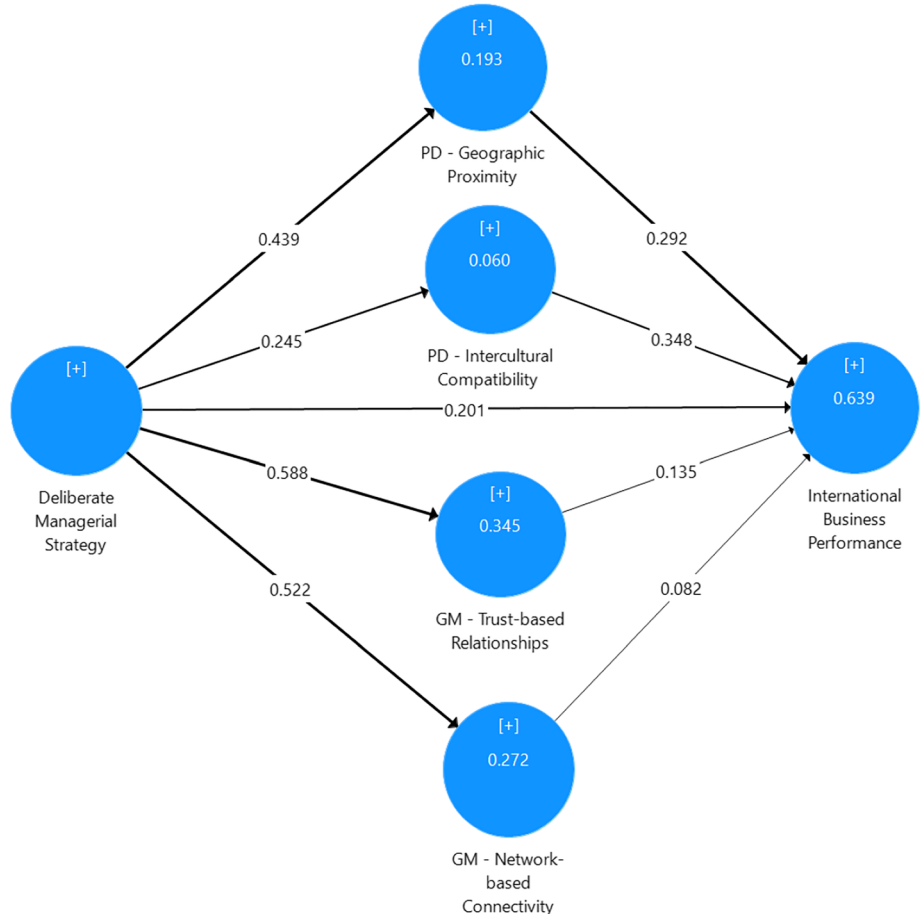 [+]
0.193
PD - Geographic
Proximity
0.439
0.292
[+]
0.060
PD - Intercultural
Compatibility
0.245
0.348
[+]
Deliberate
Managerial
Strategy
0.201
[+]
0.639
International
Business
Performance
0.588
0.135
[+]
0.345
GM - Trust-based
Relationships
0.522
0.082
[+]
0.272
GM - Network-
based
Connectivity